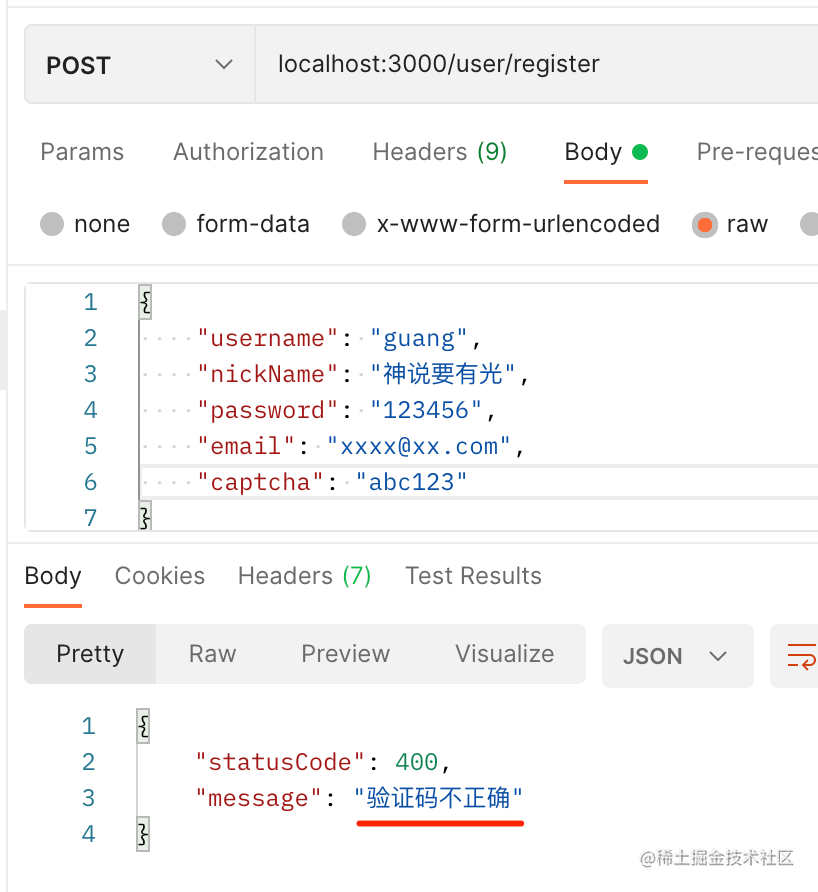 POST localhost:3000/user/register
Params Authorization Headers (9) Body Pre-reques
none form-data x-www-form-urlencoded raw
1 {
2 "username": "guang",
3 "nickName": "神说要有光",
4 "password": "123456",
5 "email": "xxxx@xx.com",
6 "captcha": "abc123"
7 }
Body Cookies Headers (7) Test Results
Pretty Raw Preview Visualize JSON
1 {
2 "statusCode": 400,
3 "message": "验证码不正确"
4 }
@稀土掘金技术社区